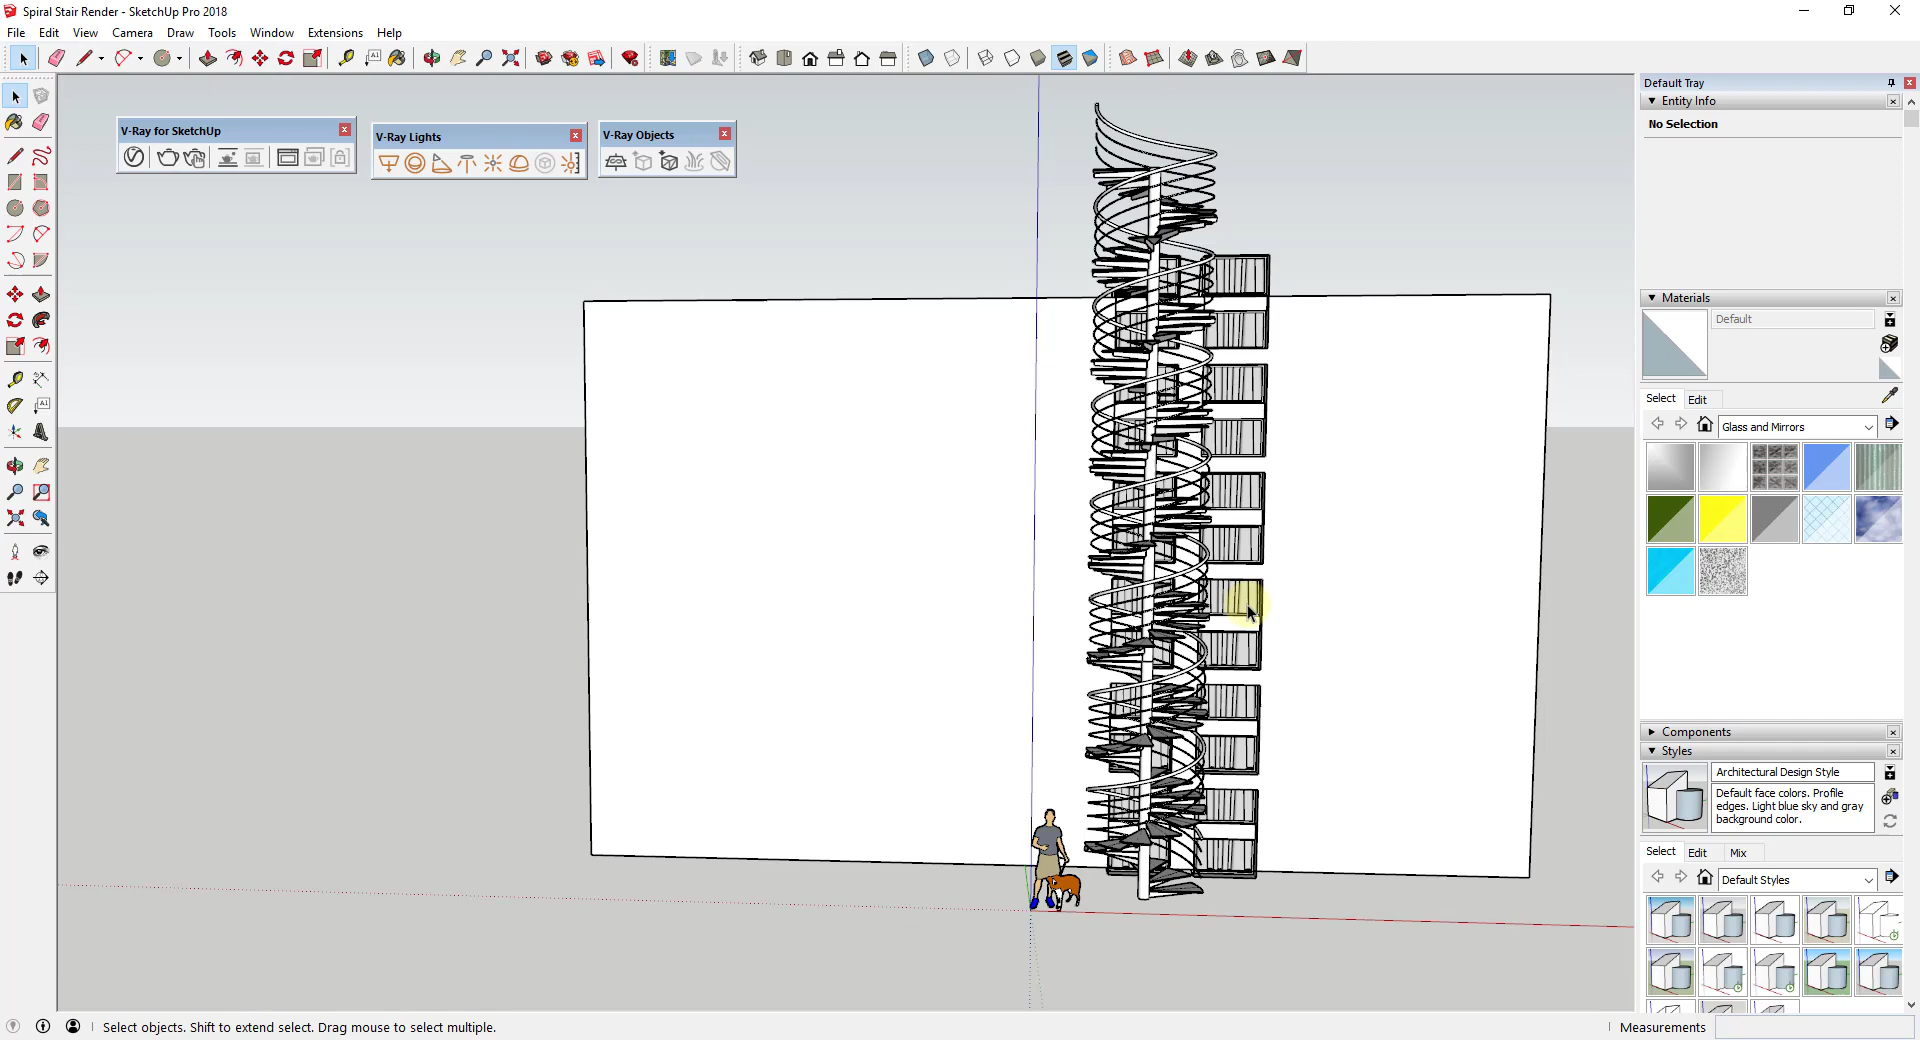 Spiral Stair Render - SketchUp Pro 2018
File Edit View Camera Draw Tools Window Extensions Help
V-Ray for SketchUp
V-Ray Lights
V-Ray Objects
Default Tray
Entity Info
No Selection
Materials
Default
Select Edit
Glass and Mirrors
Components
Styles
Architectural Design Style
Default face colors. Profile
edges. Light blue sky and gray
background color.
Select Edit Mix
Default Styles
Select objects. Shift to extend select. Drag mouse to select multiple.
Measurements